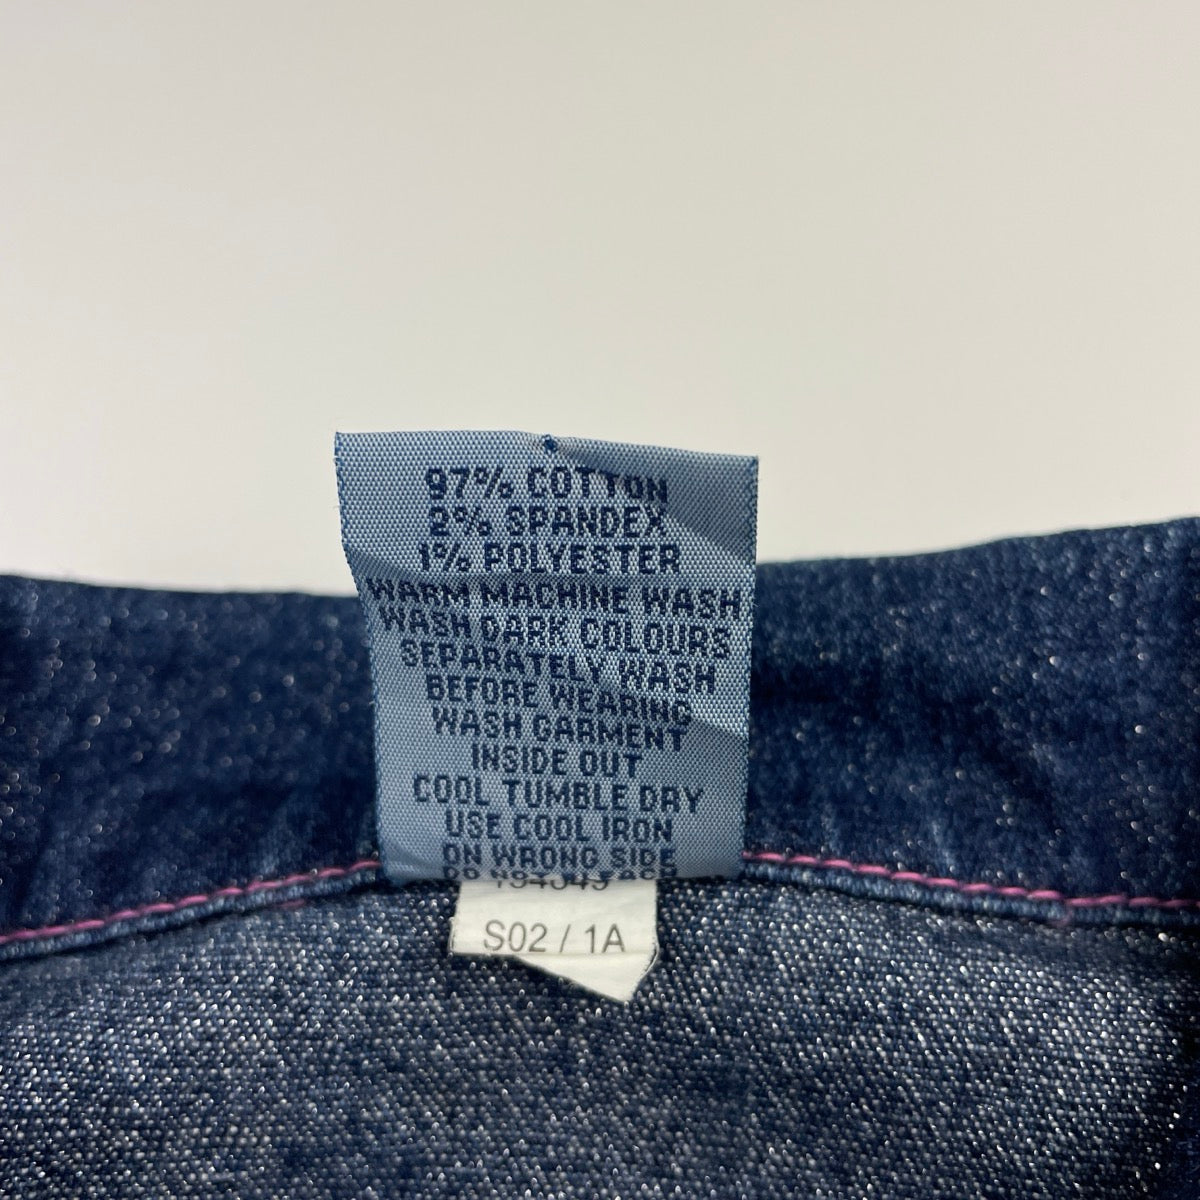 97% COTTON
2% SPANDEX
1% POLYESTER
WARM MACHINE WASH
WASH DARK COLOURS
SEPARATELY WASH
BEFORE WEARING
WASH GARMENT
INSIDE OUT
COOL TUMBLE DRY
USE COOL IRON
ON WRONG SIDE
S02 / 1A